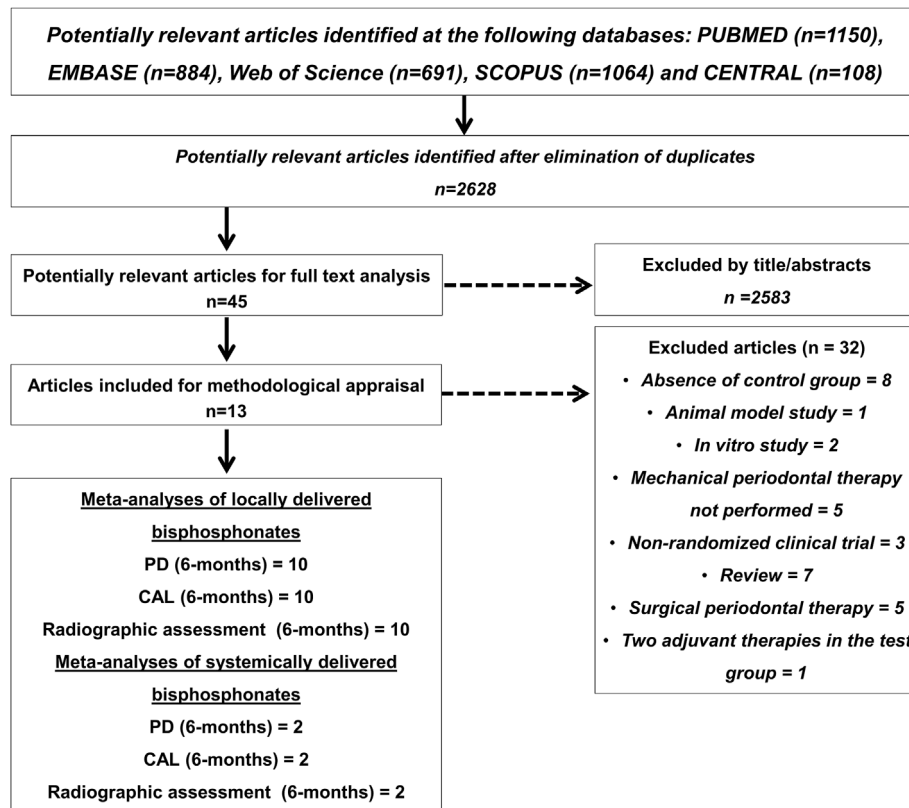 Potentially relevant articles identified at the following databases: PUBMED (n=1150),
EMBASE (n=884), Web of Science (n=691), SCOPUS (n=1064) and CENTRAL (n=108)
Potentially relevant articles identified after elimination of duplicates
n=2628
Potentially relevant articles for full text analysis
n=45
Excluded by title/abstracts
n =2583
Articles included for methodological appraisal
n=13
Excluded articles (n = 32)
• Absence of control group = 8
• Animal model study = 1
• In vitro study = 2
• Mechanical periodontal therapy
not performed = 5
• Non-randomized clinical trial = 3
• Review = 7
• Surgical periodontal therapy = 5
• Two adjuvant therapies in the test
group = 1
Meta-analyses of locally delivered
bisphosphonates
PD (6-months) = 10
CAL (6-months) = 10
Radiographic assessment (6-months) = 10
Meta-analyses of systemically delivered
bisphosphonates
PD (6-months) = 2
CAL (6-months) = 2
Radiographic assessment (6-months) = 2